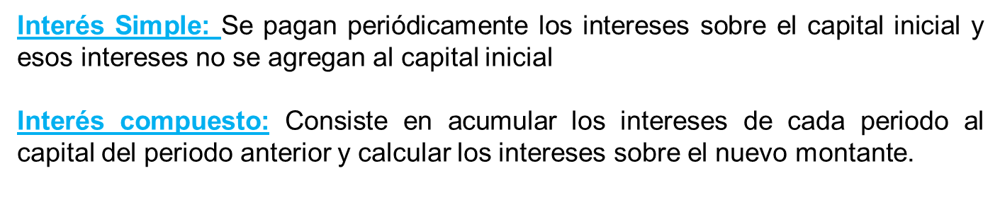 Interés Simple: Se pagan periódicamente los intereses sobre el capital inicial y
esos intereses no se agregan al capital inicial
Interés compuesto: Consiste en acumular los intereses de cada periodo al
capital del periodo anterior y calcular los intereses sobre el nuevo montante.